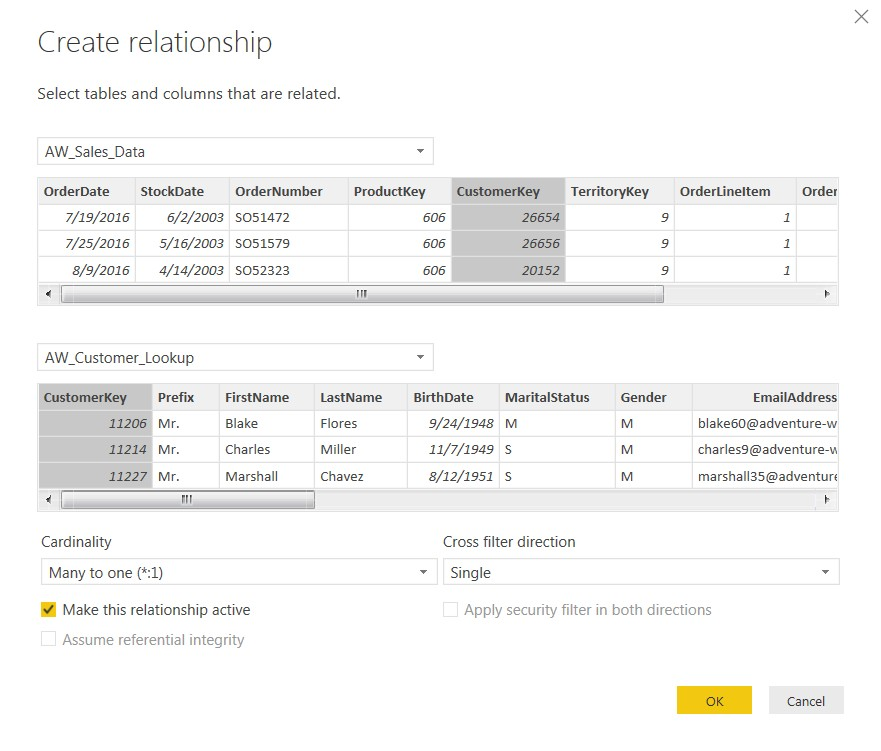 Create relationship
Select tables and columns that are related.
AW_Sales_Data
OrderDate StockDate OrderNumber ProductKey CustomerKey TerritoryKey OrderLineItem Order
7/19/2016 6/2/2003 SO51472 606 26654 9 1
7/25/2016 5/16/2003 SO51579 606 26656 9 1
8/9/2016 4/14/2003 SO52323 606 20152 9 1
AW_Customer_Lookup
CustomerKey Prefix FirstName LastName BirthDate MaritalStatus Gender EmailAddress
11206 Mr. Blake Flores 9/24/1948 M M blake60@adventure-w
11214 Mr. Charles Miller 11/7/1949 S M charles9@adventure-w
11227 Mr. Marshall Chavez 8/12/1951 S M marshall35@adventure
Cardinality Cross filter direction
Many to one (*:1) Single
Make this relationship active Apply security filter in both directions
Assume referential integrity
OK Cancel